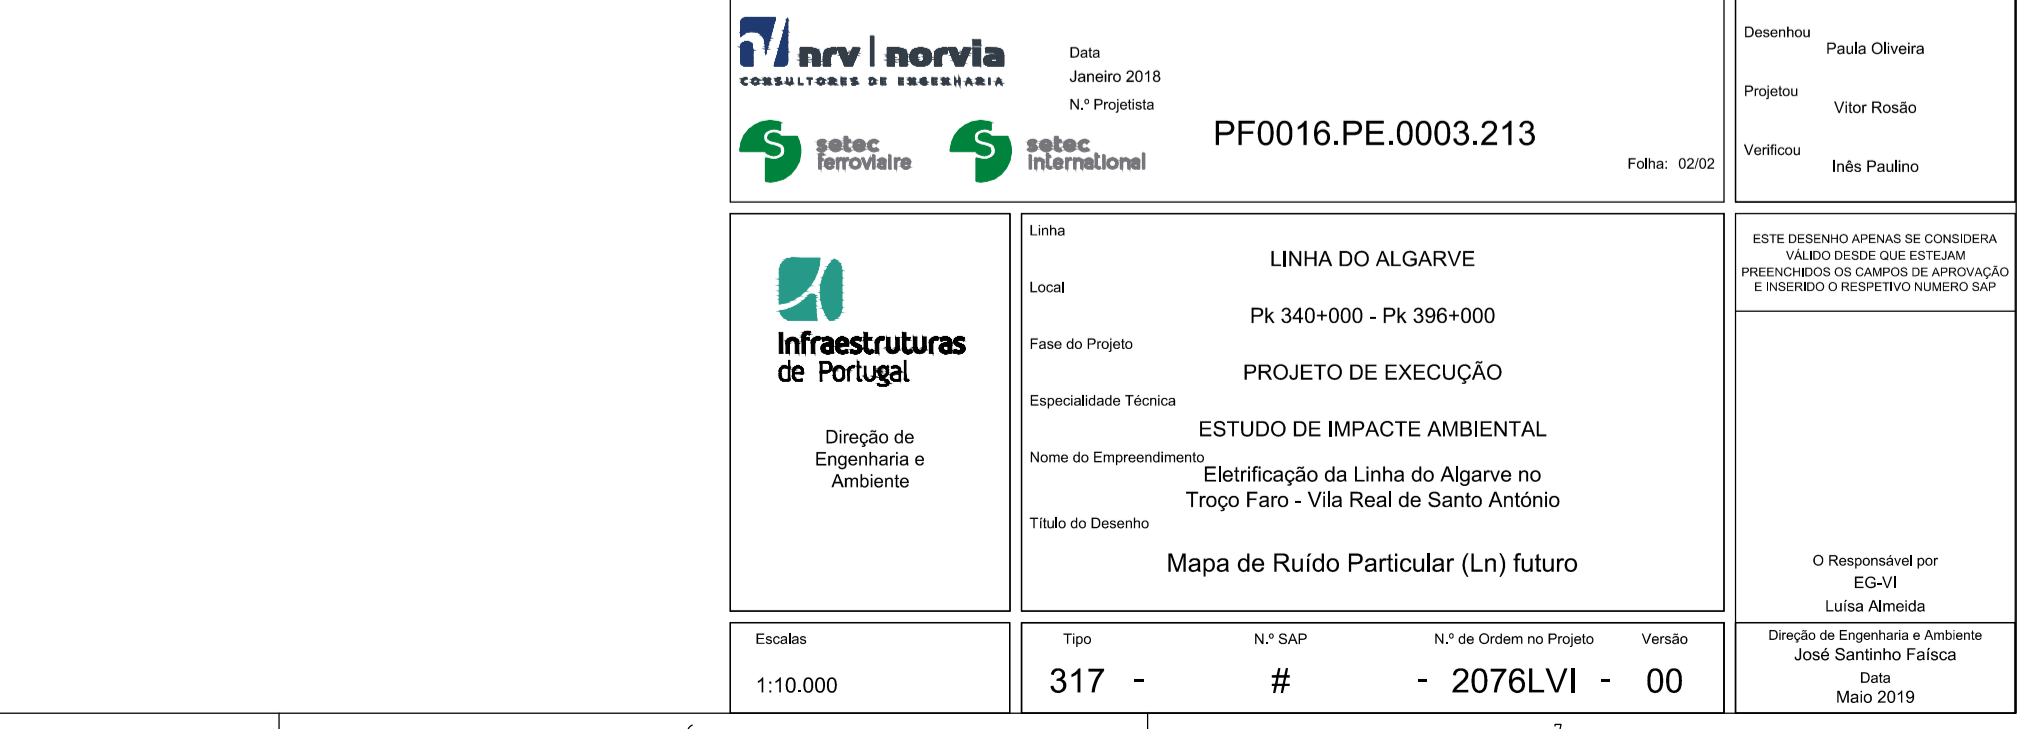 nrv | norvia
CONSULTORES DE ENGENHARIA
setec
ferroviaire
setec
international
Data
Janeiro 2018
N.º Projetista
PF0016.PE.0003.213
Folha: 02/02
Desenhou
Paula Oliveira
Projetou
Vitor Rosão
Verificou
Inês Paulino
Infraestruturas
de Portugal
Direção de
Engenharia e
Ambiente
Linha
LINHA DO ALGARVE
Local
Pk 340+000 - Pk 396+000
Fase do Projeto
PROJETO DE EXECUÇÃO
Especialidade Técnica
ESTUDO DE IMPACTE AMBIENTAL
Nome do Empreendimento
Eletrificação da Linha do Algarve no
Troço Faro - Vila Real de Santo António
Título do Desenho
Mapa de Ruído Particular (Ln) futuro
ESTE DESENHO APENAS SE CONSIDERA
VÁLIDO DESDE QUE ESTEJAM
PREENCHIDOS OS CAMPOS DE APROVAÇÃO
E INSERIDO O RESPETIVO NUMERO SAP
O Responsável por
EG-VI
Luísa Almeida
Escalas
1:10.000
Tipo N.º SAP N.º de Ordem no Projeto Versão
317 - # - 2076LVI - 00
Direção de Engenharia e Ambiente
José Santinho Faísca
Data
Maio 2019